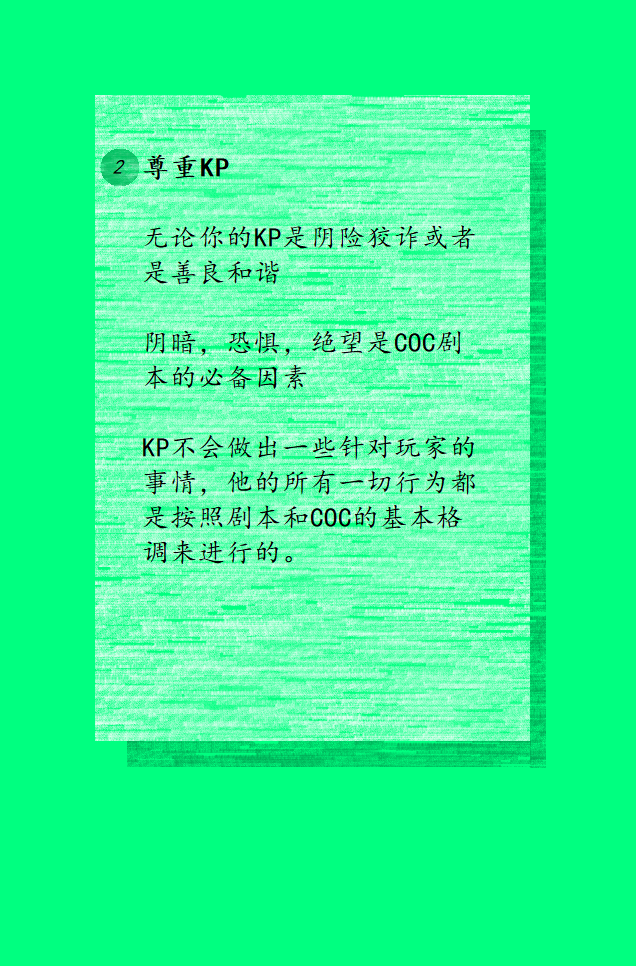 2 尊重KP
无论你的KP是阴险狡诈或者
是善良和谐
阴暗，恐惧，绝望是COC剧
本的必备因素
KP不会做出一些针对玩家的
事情，他的所有一切行为都
是按照剧本和COC的基本格
调来进行的。